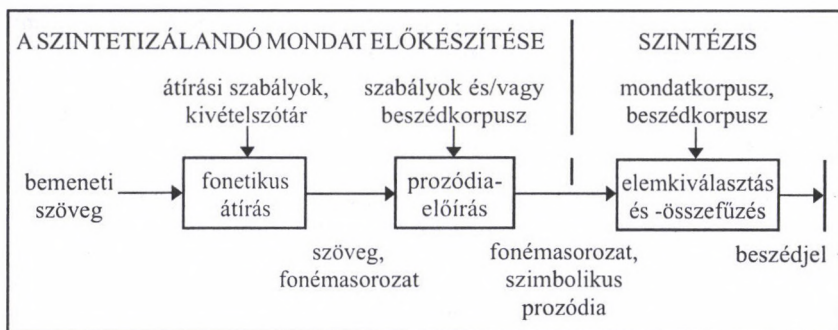 A SZINTETIZÁLANDÓ MONDAT ELŐKÉSZÍTÉSE
SZINTÉZIS
átírási szabályok,
kivételszótár
szabályok és/vagy
beszédkorpusz
mondatkorpusz,
beszédkorpusz
bemeneti
szöveg
fonetikus
átírás
prozódia-
előírás
elemkiválasztás
és -összefűzés
szöveg,
fonémasorozat
fonémasorozat,
szimbolikus
prozódia
beszédjel